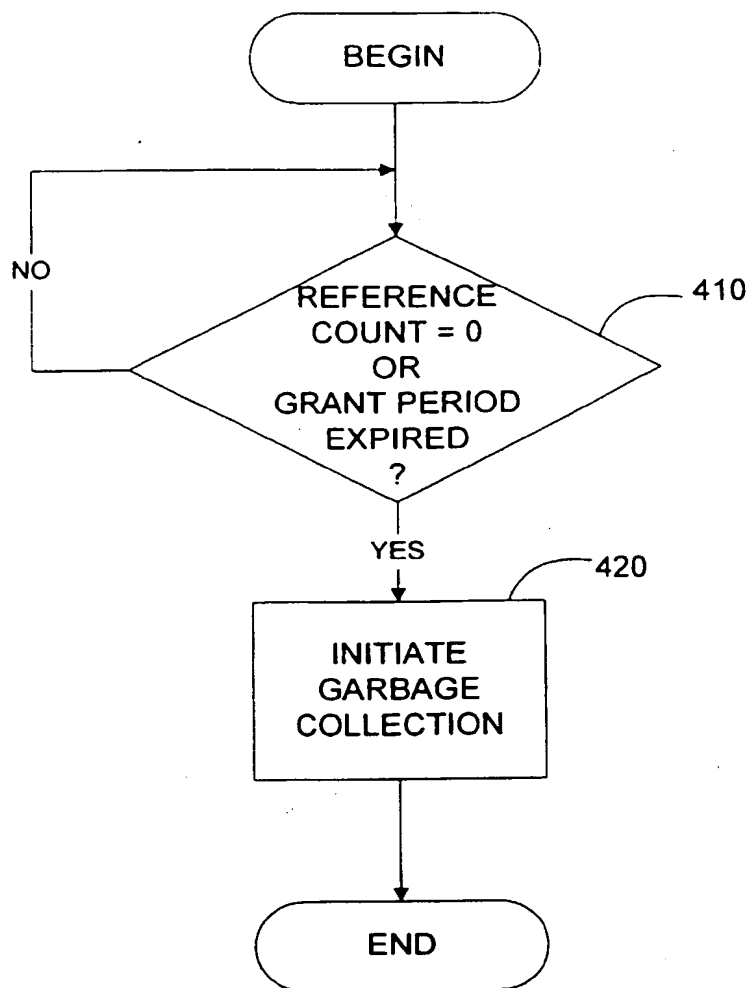 BEGIN
NO
REFERENCE
COUNT = 0
OR
GRANT PERIOD
EXPIRED
?
410
YES
420
INITIATE
GARBAGE
COLLECTION
END